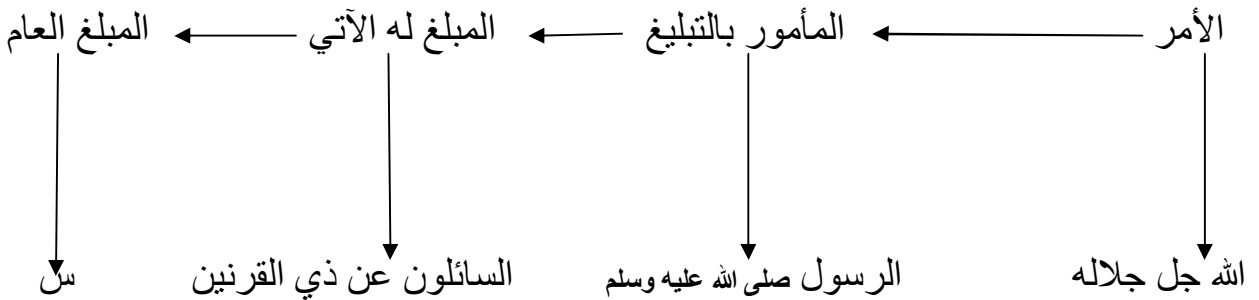 الأمر المأمور بالتبليغ المبلغ له الآتي المبلغ العام
الله جل جلاله الرسول صلى الله عليه وسلم السائلون عن ذي القرنين س